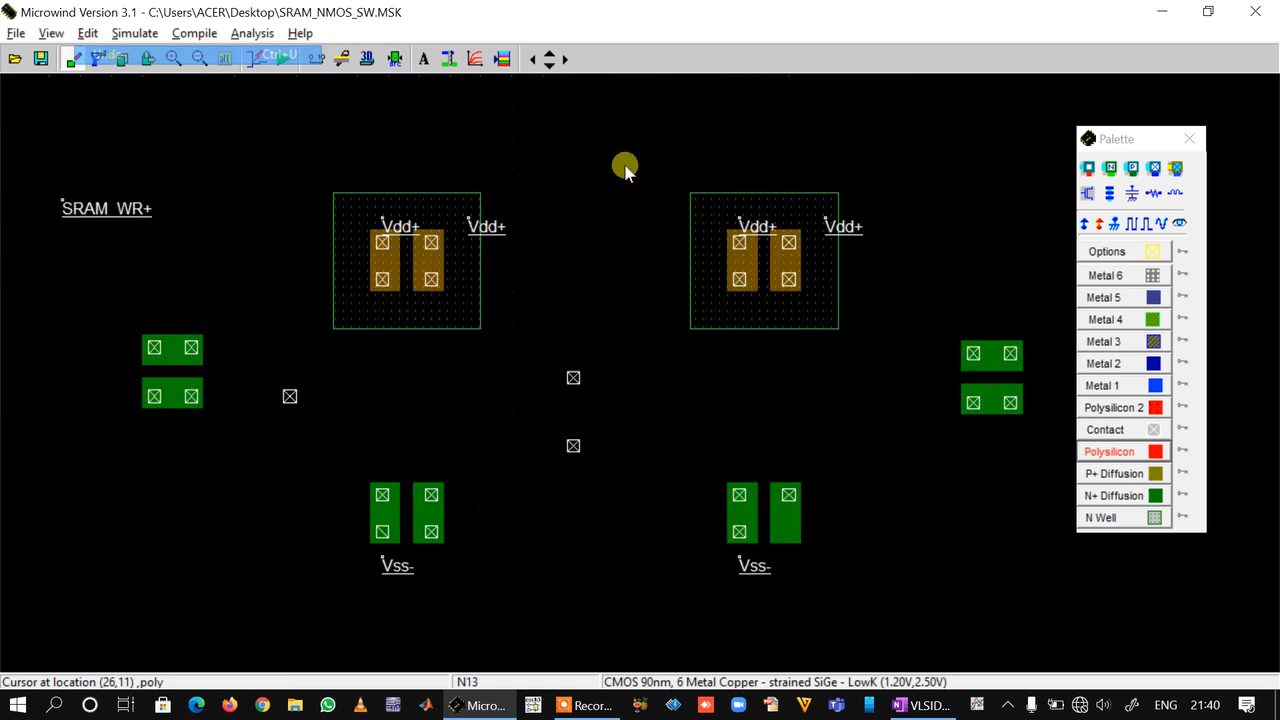 Microwind Version 3.1 - C:\Users\ACER\Desktop\SRAM_NMOS_SW.MSK
File View Edit Simulate Compile Analysis Help
Ctrl+U
A
3D
SRAM_WR+
Vdd+ Vdd+ Vdd+ Vdd+
Vss- Vss-
Palette
Options
Metal 6
Metal 5
Metal 4
Metal 3
Metal 2
Metal 1
Polysilicon 2
Contact
Polysilicon
P+ Diffusion
N+ Diffusion
N Well
Cursor at location (26,11) ,poly N13 CMOS 90nm, 6 Metal Copper - strained SiGe - LowK (1.20V,2.50V)
Micro... Recor... VLSID... ENG 21:40